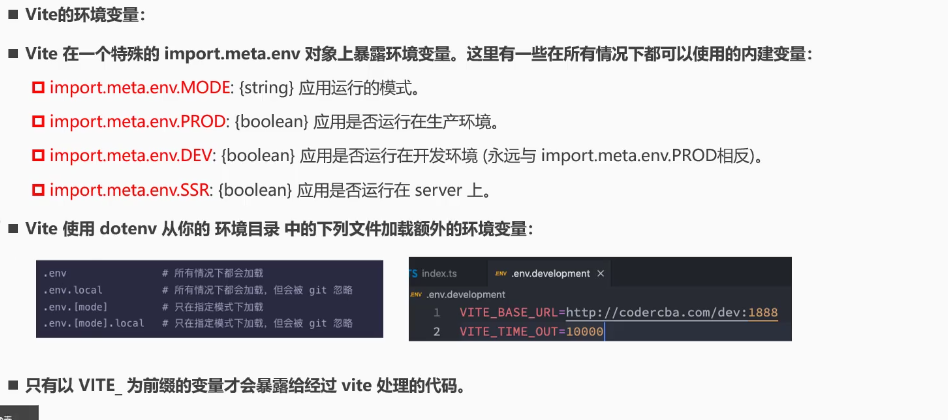 Vite的环境变量：
Vite 在一个特殊的 import.meta.env 对象上暴露环境变量。这里有一些在所有情况下都可以使用的内建变量：
import.meta.env.MODE: {string} 应用运行的模式。
import.meta.env.PROD: {boolean} 应用是否运行在生产环境。
import.meta.env.DEV: {boolean} 应用是否运行在开发环境 (永远与 import.meta.env.PROD相反)。
import.meta.env.SSR: {boolean} 应用是否运行在 server 上。
Vite 使用 dotenv 从你的 环境目录 中的下列文件加载额外的环境变量：
.env # 所有情况下都会加载
.env.local # 所有情况下都会加载，但会被 git 忽略
.env.[mode] # 只在指定模式下加载
.env.[mode].local # 只在指定模式下加载，但会被 git 忽略
TS index.ts .ENV .env.development ×
.ENV .env.development
1 VITE_BASE_URL=http://codercba.com/dev:1888
2 VITE_TIME_OUT=10000
只有以 VITE_ 为前缀的变量才会暴露给经过 vite 处理的代码。